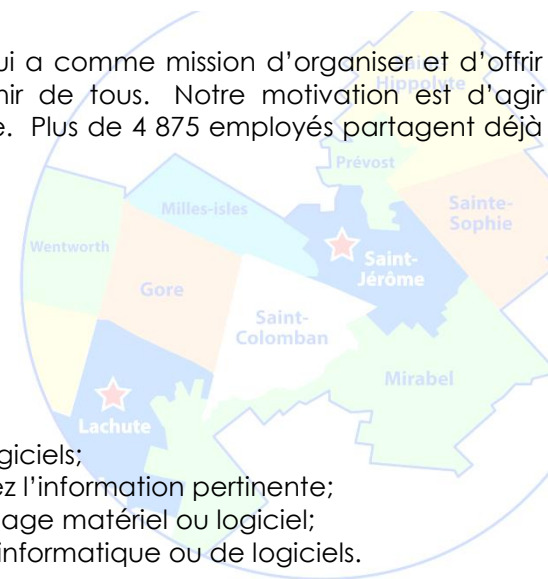 ui a comme mission d’organiser et d’offrir
nir de tous. Notre motivation est d’agir
e. Plus de 4 875 employés partagent déjà
Hippolyte
Prévost
Milles-isles
Sainte-
Sophie
Wentworth
Saint-
Jérôme
Gore
Saint-
Colomban
Mirabel
Lachute
giciels;
ez l’information pertinente;
age matériel ou logiciel;
informatique ou de logiciels.